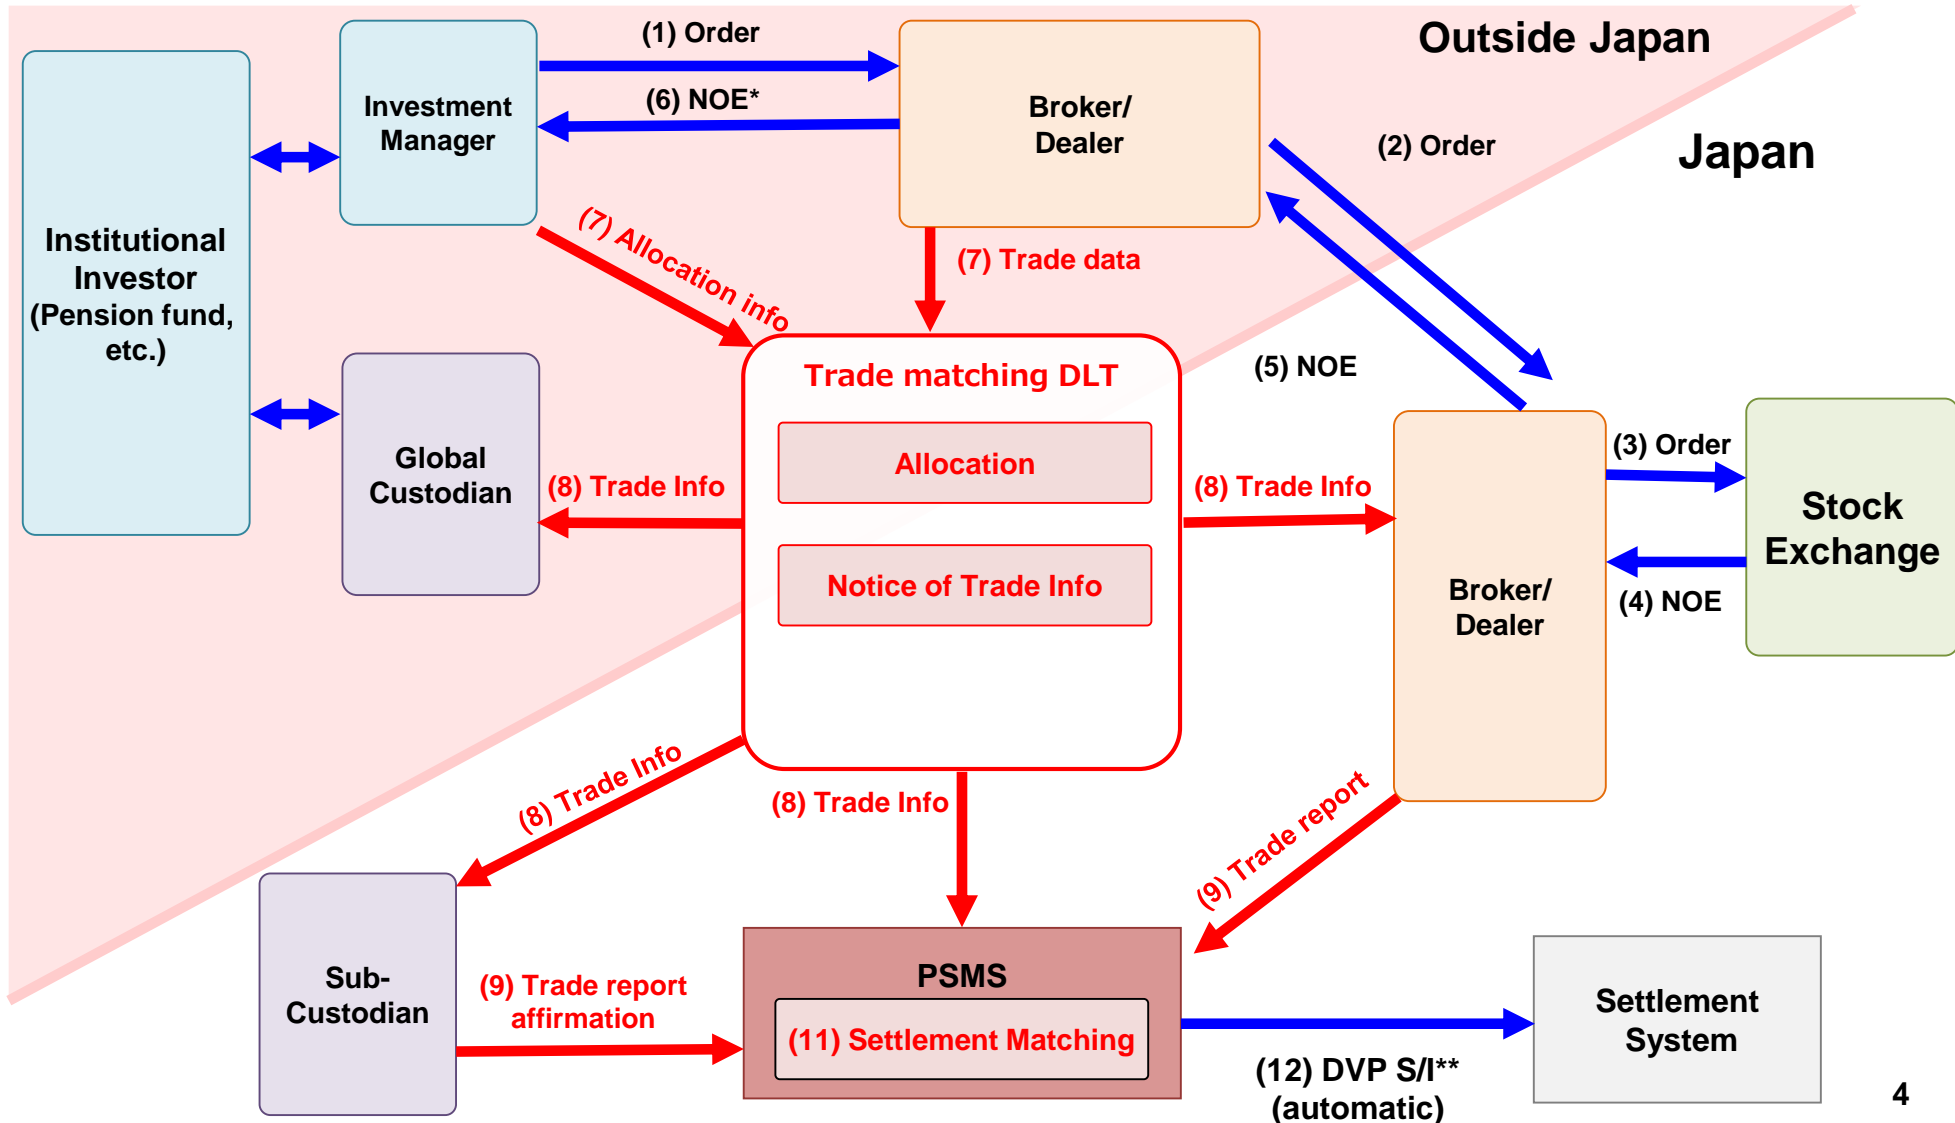 (1) Order
Outside Japan
(6) NOE*
Investment
Manager
Broker/
Dealer
(2) Order
Japan
Institutional
Investor
(Pension fund,
etc.)
(7) Allocation info
(7) Trade data
Trade matching DLT
(5) NOE
Allocation
Global
Custodian
(8) Trade Info
(8) Trade Info
(3) Order
Stock
Exchange
Notice of Trade Info
Broker/
Dealer
(4) NOE
(8) Trade Info
(8) Trade Info
(9) Trade report
Sub-
Custodian
(9) Trade report
affirmation
PSMS
(11) Settlement Matching
Settlement
System
(12) DVP S/I**
(automatic)
4